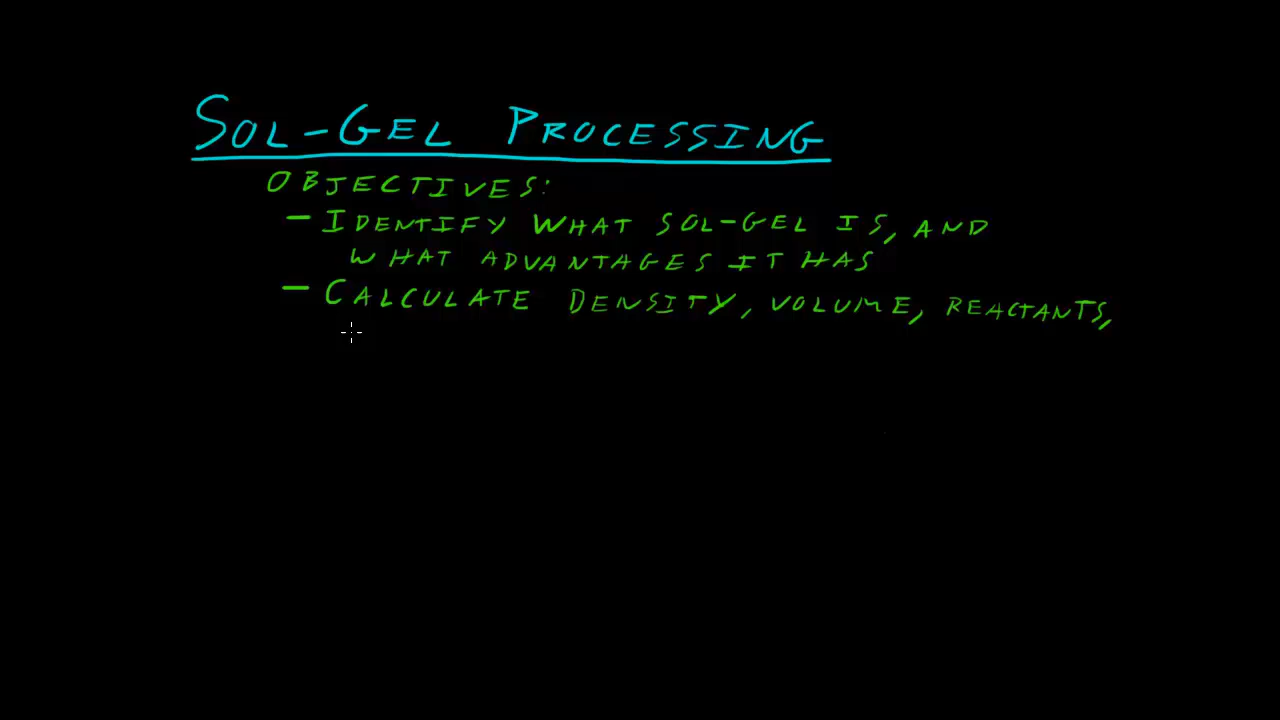 SOL-GEL PROCESSING
OBJECTIVES:
- IDENTIFY WHAT SOL-GEL IS, AND
WHAT ADVANTAGES IT HAS
- CALCULATE DENSITY, VOLUME, REACTANTS,